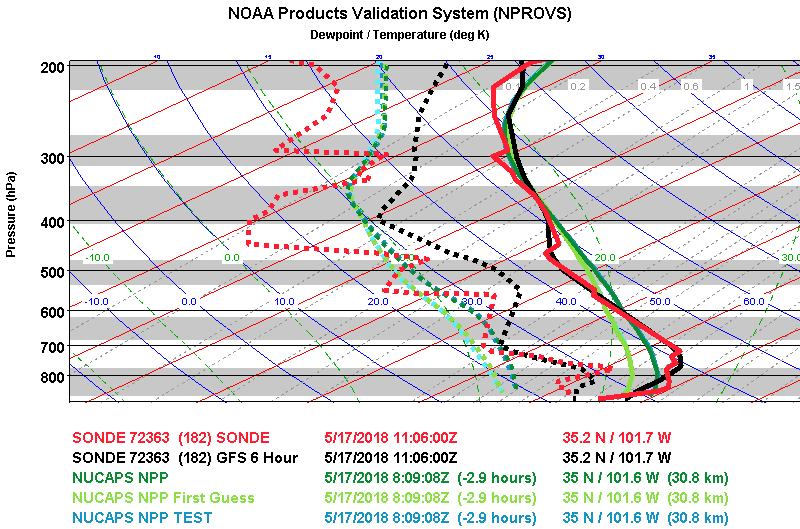 NOAA Products Validation System (NPROVS)
Dewpoint / Temperature (deg K)
20 30 35
200 0.2 0.4 0.6 1 1.5
300
400
-10.0 0.0 20.0 30.0
500
-10.0 0.0 10.0 20.0 30.0 40.0 50.0 60.0
600
700
800
Pressure (hPa)
SONDE 72363 (182) SONDE 5/17/2018 11:06:00Z 35.2 N / 101.7 W
SONDE 72363 (182) GFS 6 Hour 5/17/2018 11:06:00Z 35.2 N / 101.7 W
NUCAPS NPP 5/17/2018 8:09:08Z (-2.9 hours) 35 N / 101.6 W (30.8 km)
NUCAPS NPP First Guess 5/17/2018 8:09:08Z (-2.9 hours) 35 N / 101.6 W (30.8 km)
NUCAPS NPP TEST 5/17/2018 8:09:08Z (-2.9 hours) 35 N / 101.6 W (30.8 km)